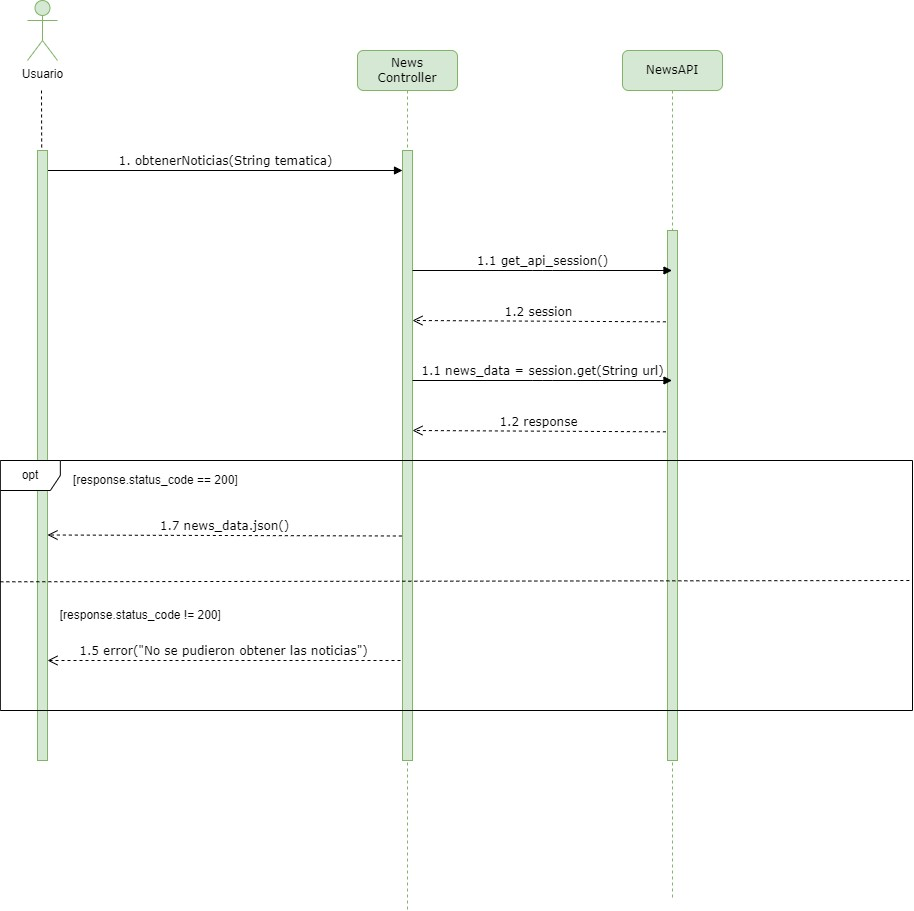 Usuario
News
Controller
NewsAPI
1. obtenerNoticias(String tematica)
1.1 get_api_session()
1.2 session
1.1 news_data = session.get(String url)
1.2 response
opt
[response.status_code == 200]
1.7 news_data.json()
[response.status_code != 200]
1.5 error("No se pudieron obtener las noticias")